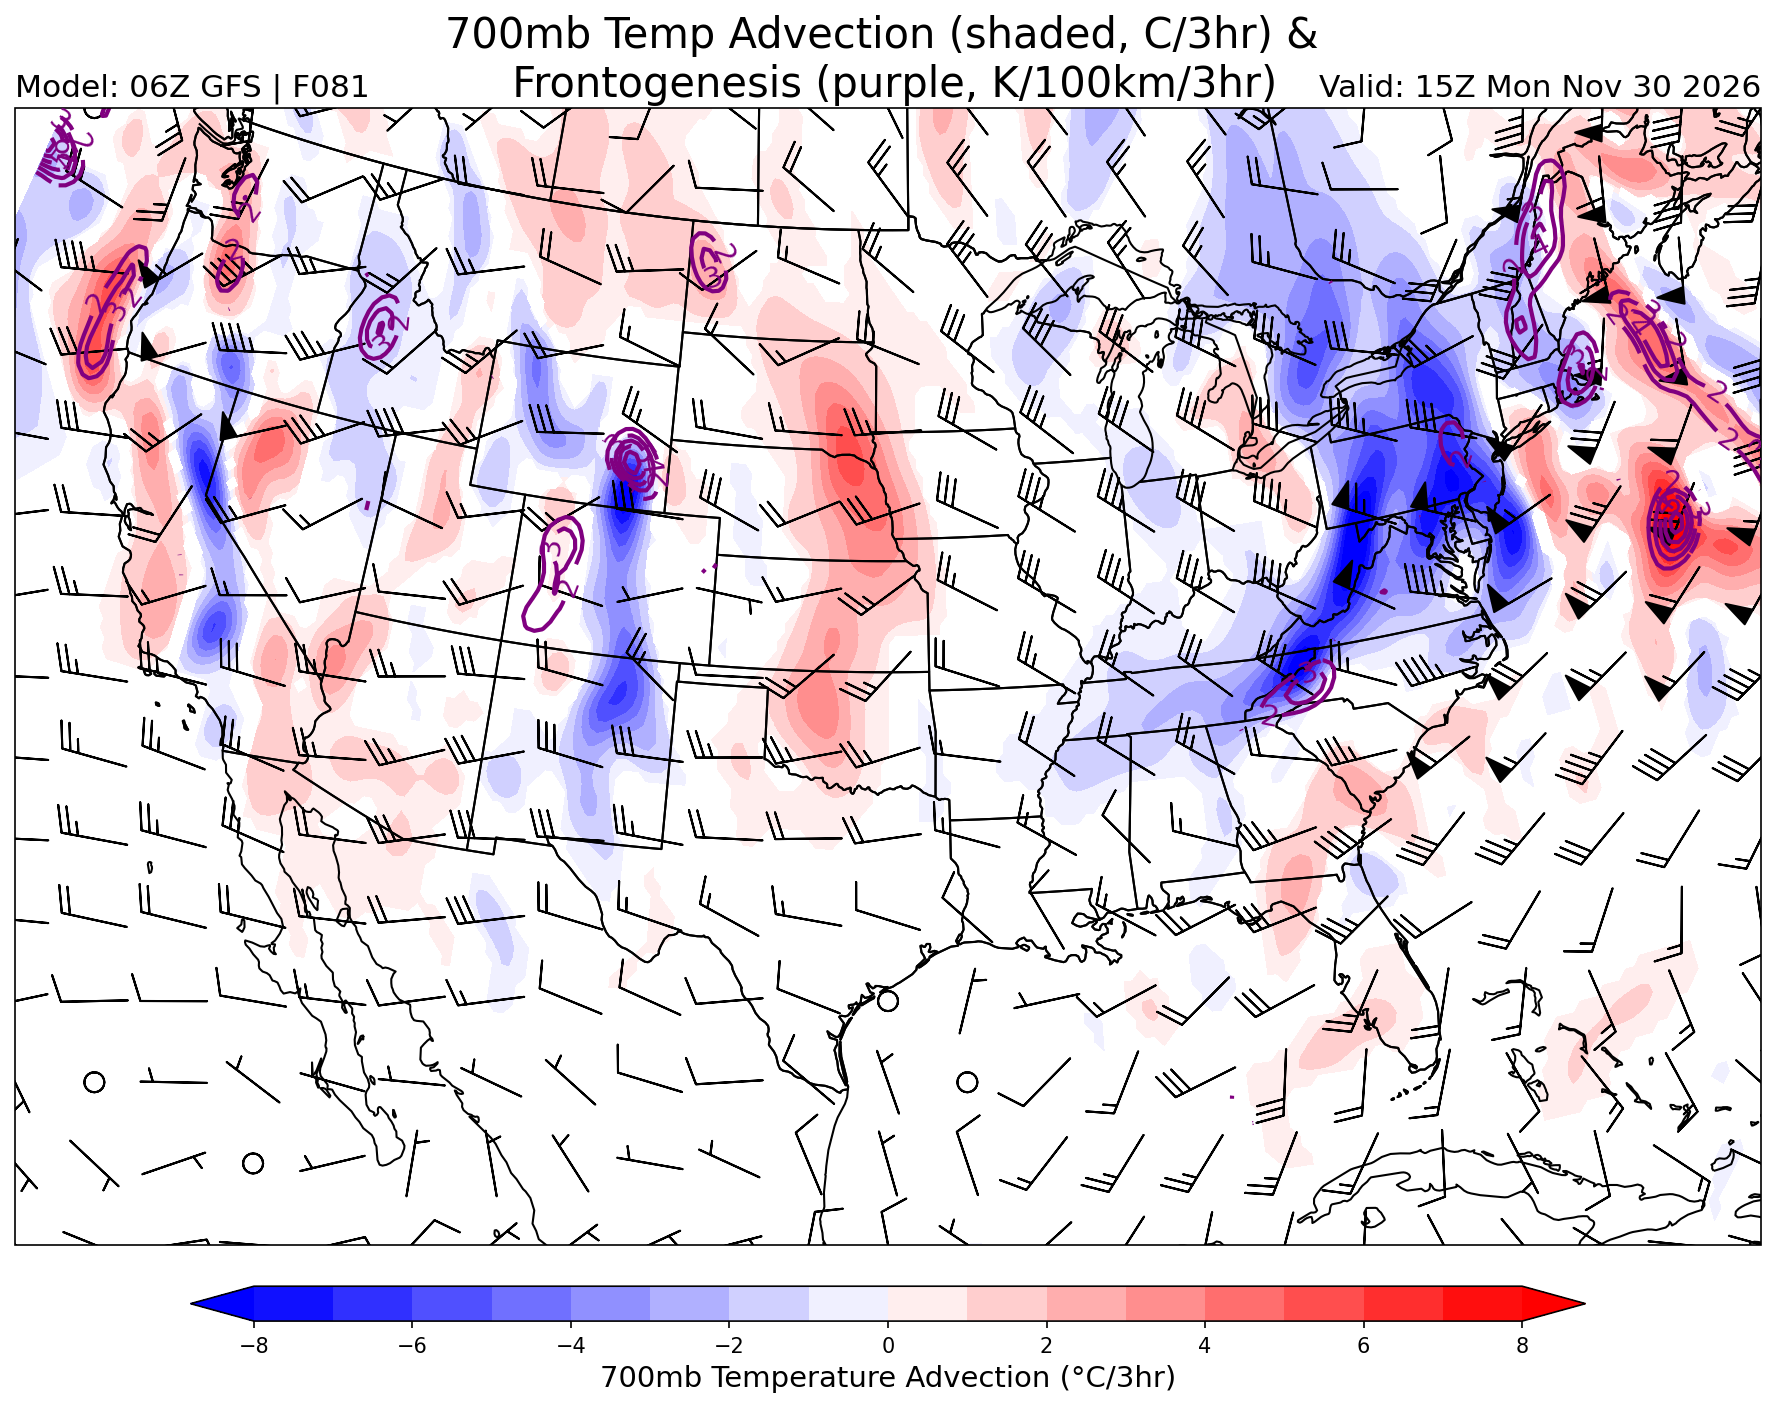 700mb Temp Advection (shaded, C/3hr) &
Model: 06Z GFS | F081 Frontogenesis (purple, K/100km/3hr) Valid: 15Z Mon Nov 30 2026
−8 −6 −4 −2 0 2 4 6 8
700mb Temperature Advection (°C/3hr)